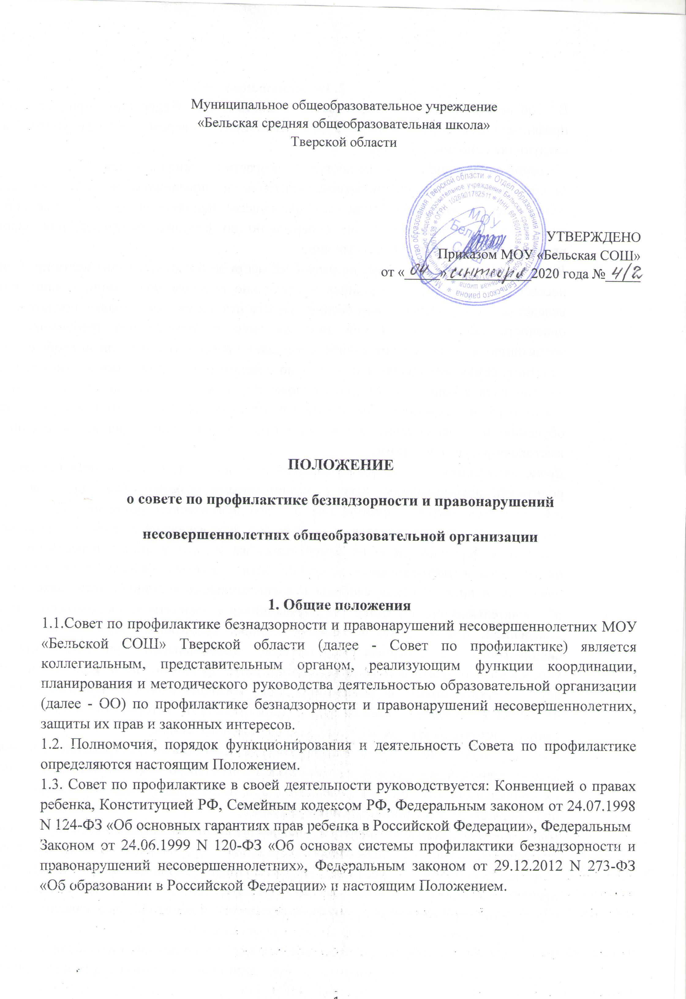 Муниципальное общеобразовательное учреждение
«Бельская средняя общеобразовательная школа»
Тверской области
Министерство образования Тверской области * Отдел образования Администрации Бельского района *
Муниципальное общеобразовательное учреждение Бельская средняя общеобразовательная школа *
ОГРН 1026901782511 * ИНН 6918001538 *
МОУ
Бельская
СОШ
УТВЕРЖДЕНО
Приказом МОУ «Бельская СОШ»
от «04» сентября 2020 года № 4/2
ПОЛОЖЕНИЕ
о совете по профилактике безнадзорности и правонарушений
несовершеннолетних общеобразовательной организации
1. Общие положения
1.1.Совет по профилактике безнадзорности и правонарушений несовершеннолетних МОУ
«Бельской СОШ» Тверской области (далее - Совет по профилактике) является
коллегиальным, представительным органом, реализующим функции координации,
планирования и методического руководства деятельностью образовательной организации
(далее - ОО) по профилактике безнадзорности и правонарушений несовершеннолетних,
защиты их прав и законных интересов.
1.2. Полномочия, порядок функционирования и деятельность Совета по профилактике
определяются настоящим Положением.
1.3. Совет по профилактике в своей деятельности руководствуется: Конвенцией о правах
ребенка, Конституцией РФ, Семейным кодексом РФ, Федеральным законом от 24.07.1998
N 124-ФЗ «Об основных гарантиях прав ребенка в Российской Федерации», Федеральным
Законом от 24.06.1999 N 120-ФЗ «Об основах системы профилактики безнадзорности и
правонарушений несовершеннолетних», Федеральным законом от 29.12.2012 N 273-ФЗ
«Об образовании в Российской Федерации» и настоящим Положением.